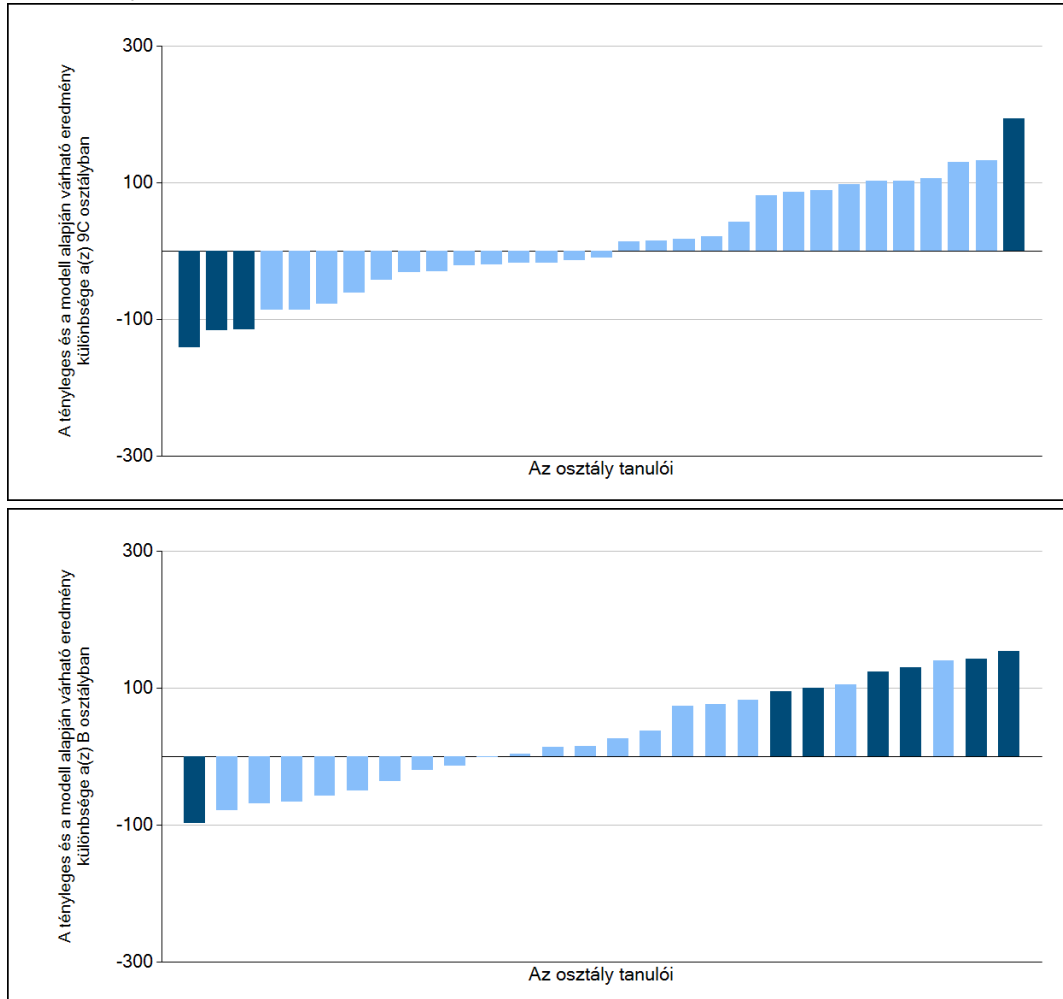 300
100
-100
-300
A tényleges és a modell alapján várható eredmény
különbsége a(z) 9C osztályban
Az osztály tanulói
300
100
-100
-300
A tényleges és a modell alapján várható eredmény
különbsége a(z) B osztályban
Az osztály tanulói